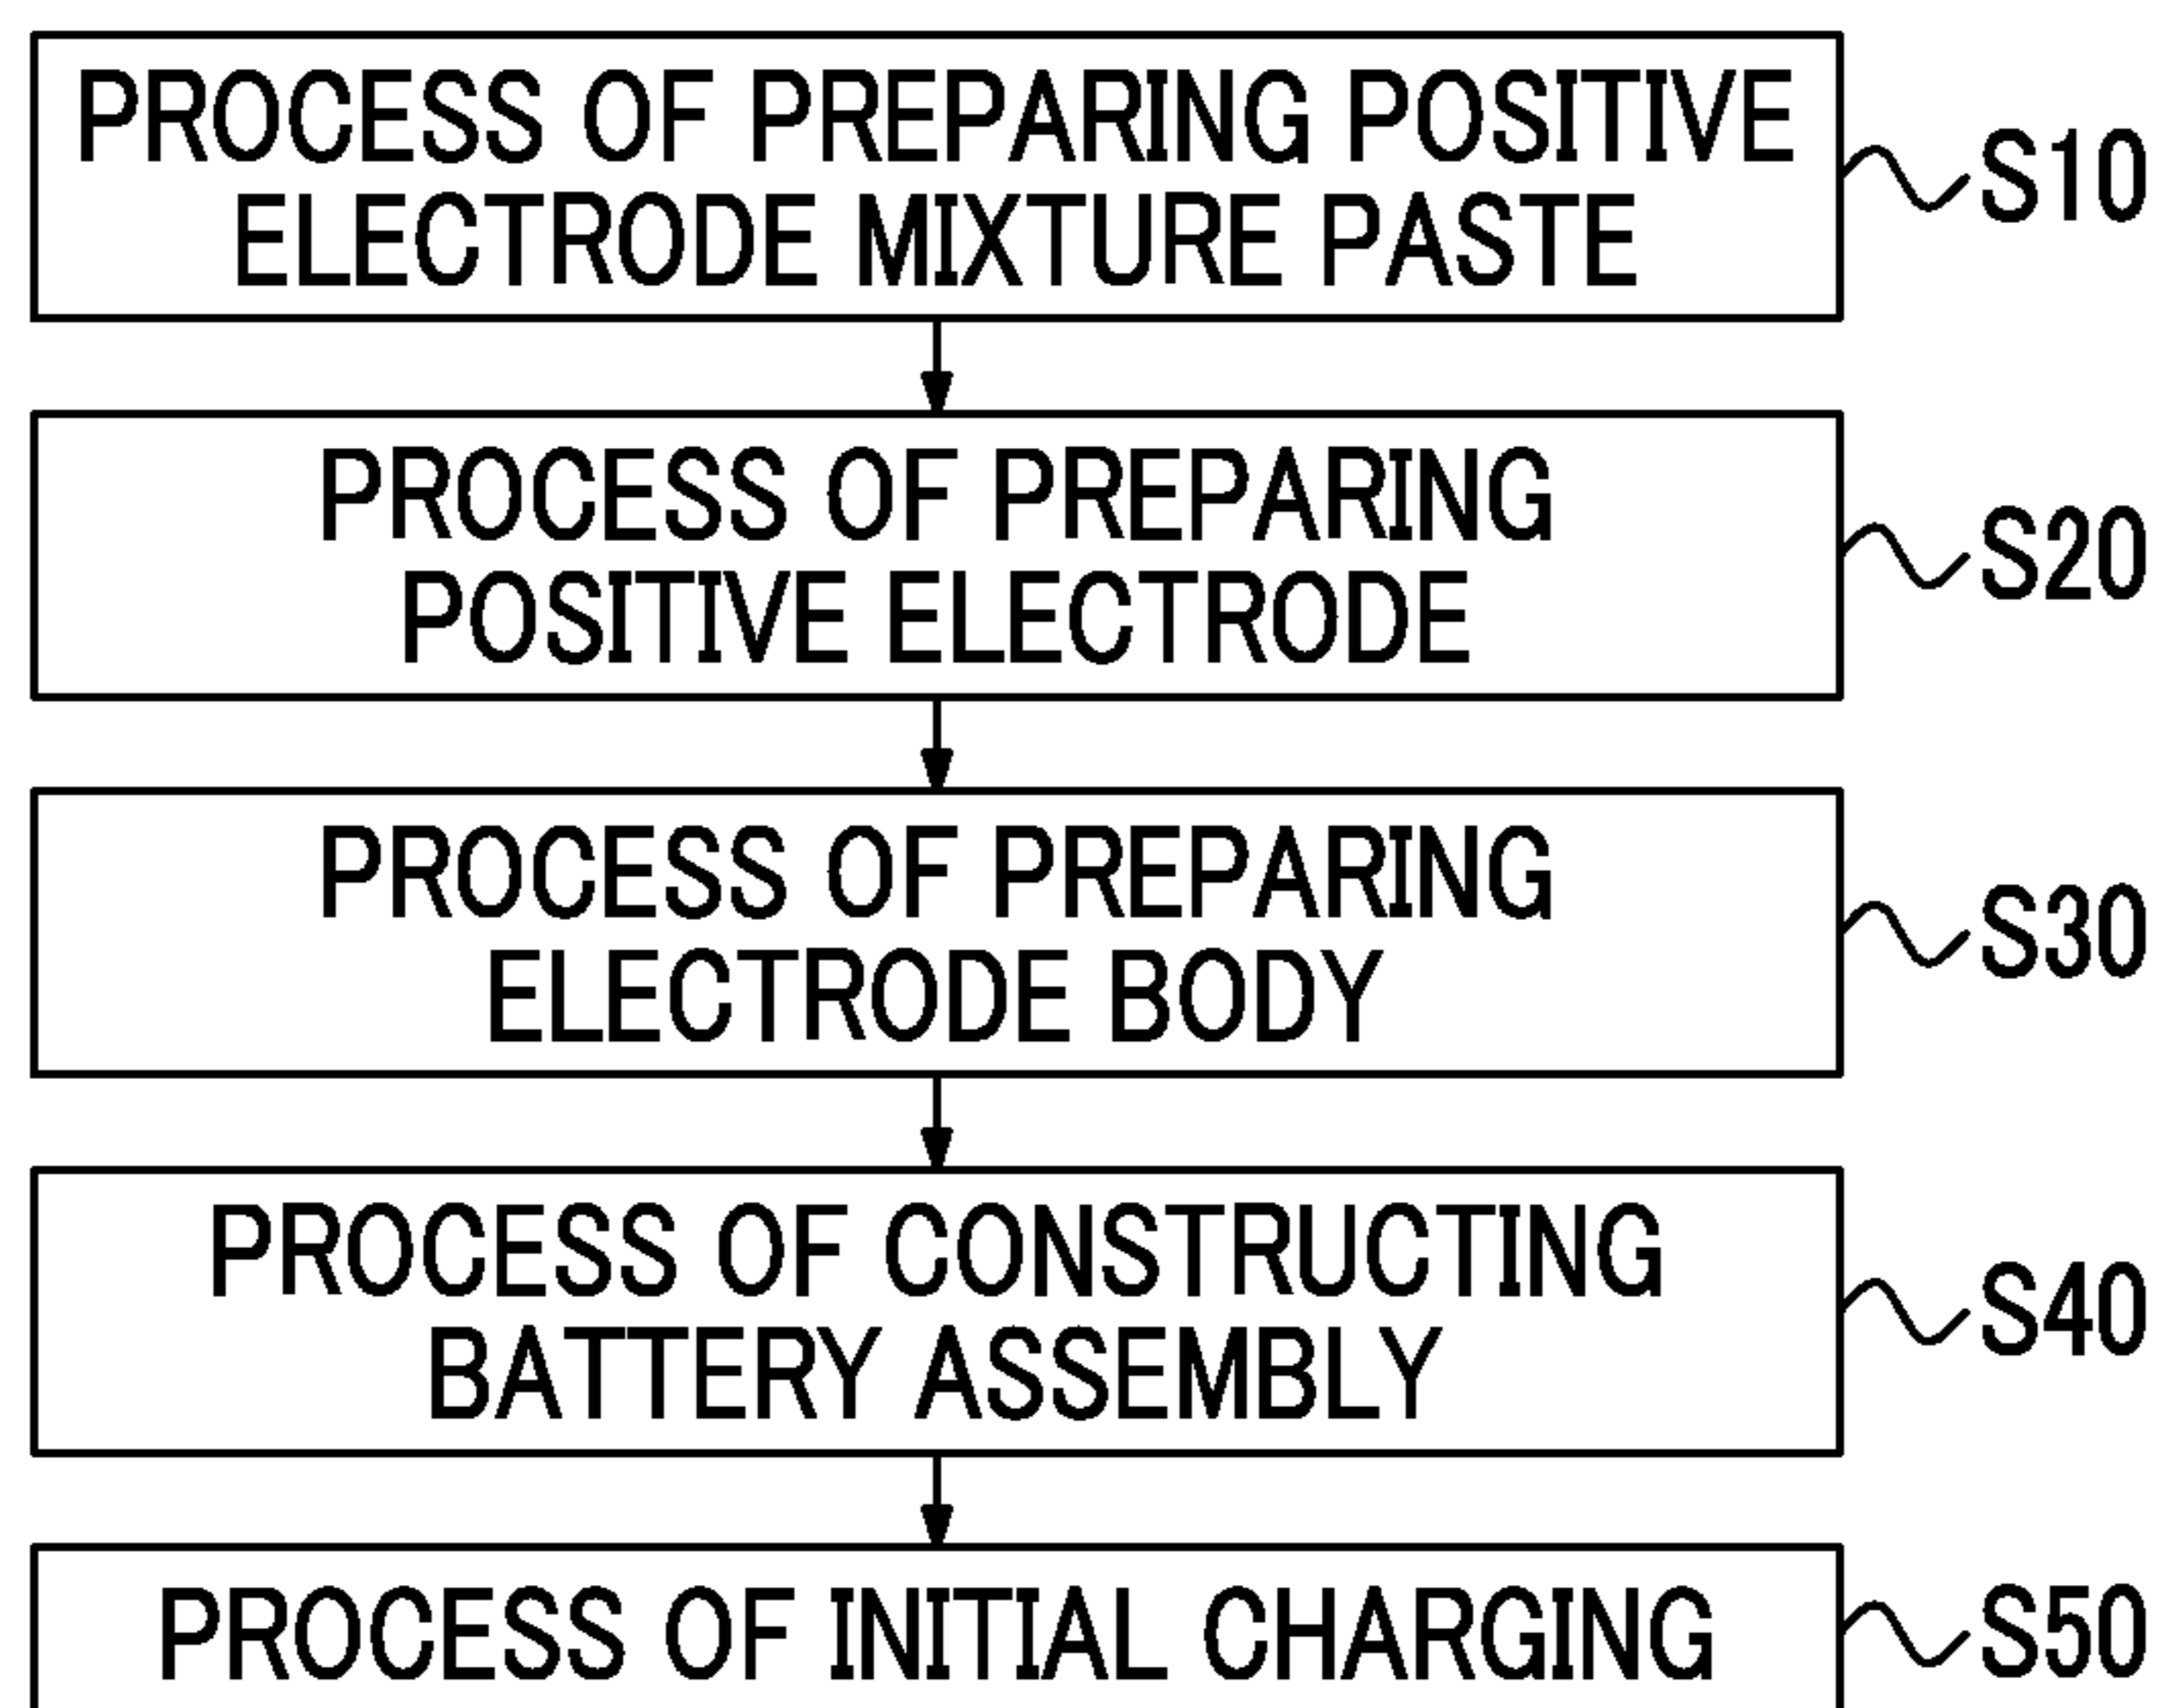 PROCESS OF PREPARING POSITIVE
ELECTRODE MIXTURE PASTE
S10
PROCESS OF PREPARING
POSITIVE ELECTRODE
S20
PROCESS OF PREPARING
ELECTRODE BODY
S30
PROCESS OF CONSTRUCTING
BATTERY ASSEMBLY
S40
PROCESS OF INITIAL CHARGING
S50